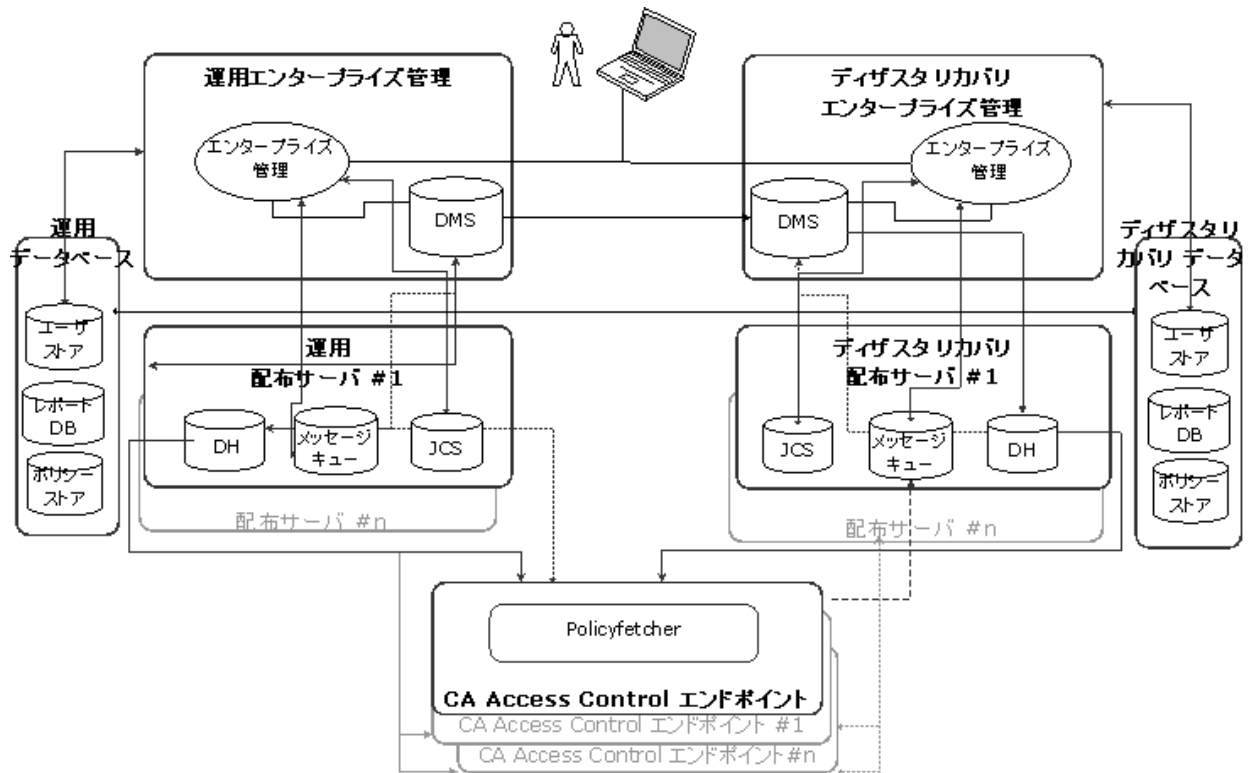 運用エンタープライズ管理
ディザスタリカバリ
エンタープライズ管理
エンタープライズ
管理
エンタープライズ
管理
DMS
DMS
運用
データベース
ディザスタリ
カバリ データ
ベース
ユーザ
ストア
レポート
DB
ポリシー
ストア
運用
配布サーバ #1
DH
メッセージ
キュー
JCS
配布サーバ #n
ディザスタリカバリ
配布サーバ #1
JCS
メッセージ
キュー
DH
配布サーバ #n
ユーザ
ストア
レポート
DB
ポリシー
ストア
Policyfetcher
CA Access Control エンドポイント
CA Access Control エンドポイント #1
CA Access Control エンドポイント#n